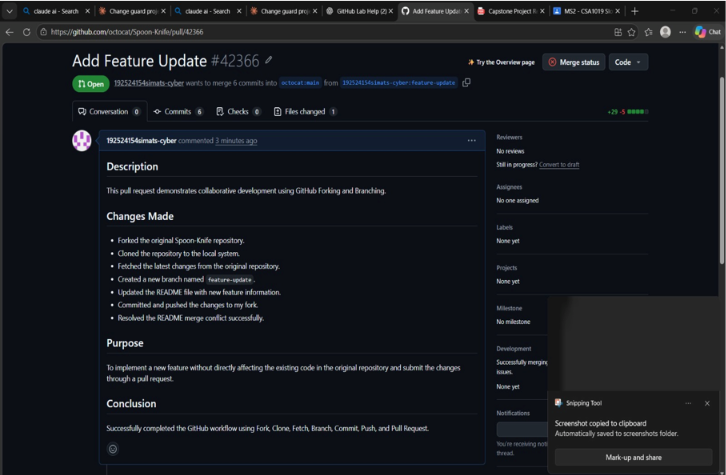 claude ai - Search
Change guard prop
claude ai - Search
Change guard prop
GitHub Lab Help (2)
Add Feature Updat
Capstone Project R
MS2 - CSA1019 Sl
https://github.com/octocat/Spoon-Knife/pull/42366
Chat
Add Feature Update #42366
Try the Overview page
Merge status
Code
Open
192524154simats-cyber wants to merge 6 commits into octocat:main from 192524154simats-cyber:feature-update
Conversation 0
Commits 6
Checks 0
Files changed 1
+29 -5
192524154simats-cyber commented 3 minutes ago
Description
This pull request demonstrates collaborative development using GitHub Forking and Branching.
Changes Made
• Forked the original Spoon-Knife repository.
• Cloned the repository to the local system.
• Fetched the latest changes from the original repository.
• Created a new branch named feature-update.
• Updated the README file with new feature information.
• Committed and pushed the changes to my fork.
• Resolved the README merge conflict successfully.
Purpose
To implement a new feature without directly affecting the existing code in the original repository and submit the changes
through a pull request.
Conclusion
Successfully completed the GitHub workflow using Fork, Clone, Fetch, Branch, Commit, Push, and Pull Request.
Reviewers
No reviews
Still in progress? Convert to draft
Assignees
No one assigned
Labels
None yet
Projects
None yet
Milestone
No milestone
Development
Successfully merging
issues.
None yet
Notifications
You're receiving noti
thread.
Snipping Tool
Screenshot copied to clipboard
Automatically saved to screenshots folder.
Mark-up and share